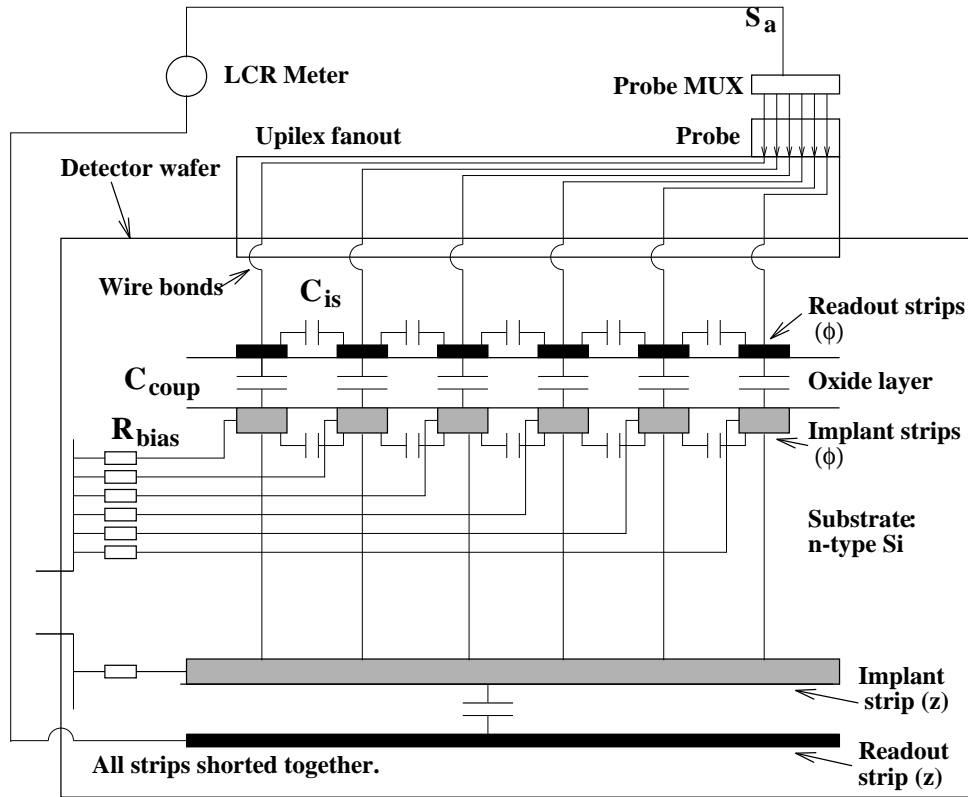 S_a
LCR Meter
Probe MUX
Upilex fanout
Probe
Detector wafer
Wire bonds
C_is
Readout strips
(ϕ)
C_coup
Oxide layer
R_bias
Implant strips
(ϕ)
Substrate:
n-type Si
Implant
strip (z)
All strips shorted together.
Readout
strip (z)